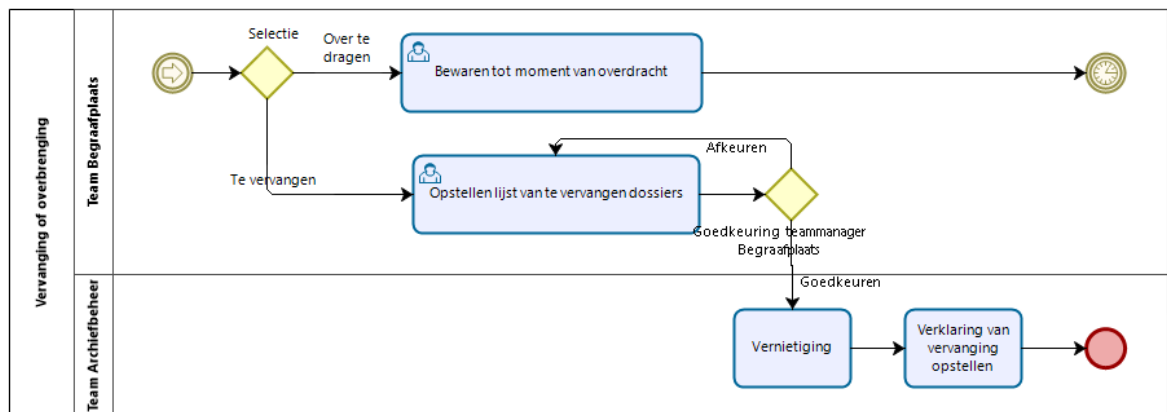 Vervanging of overbrenging
Team Begraafplaats
Selectie
Over te
dragen
Bewaren tot moment van overdracht
Te vervangen
Opstellen lijst van te vervangen dossiers
Afkeuren
Goedkeuring teammanager
Begraafplaats
Goedkeuren
Team Archiefbeheer
Vernietiging
Verklaring van
vervanging
opstellen